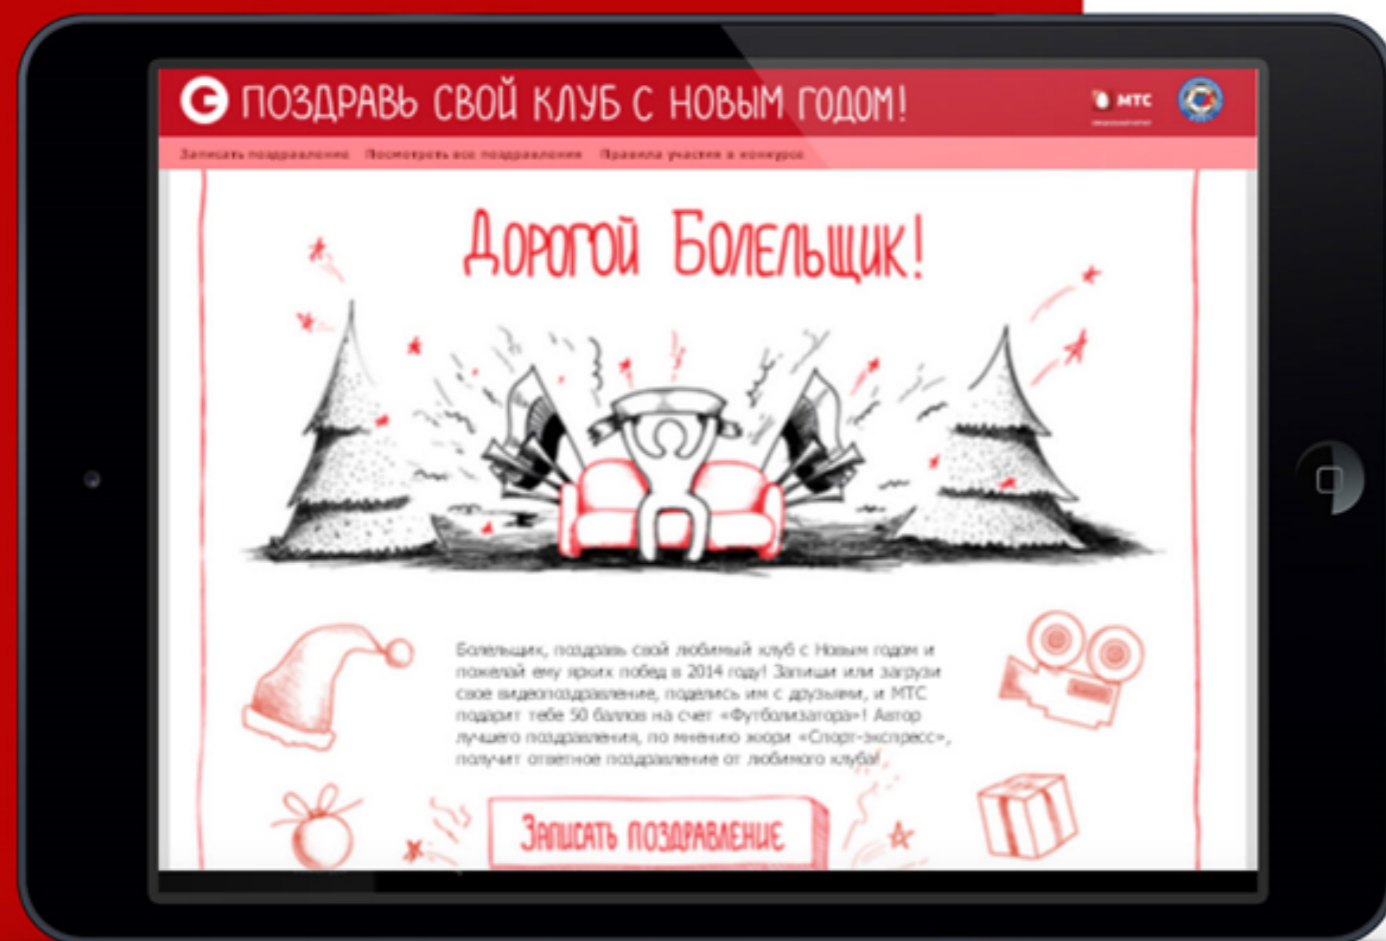 ПОЗДРАВЬ СВОЙ КЛУБ С НОВЫМ ГОДОМ!
МТС
Записать поздравление Посмотреть все поздравления Правила участия в конкурсе
ДОРОГОЙ БОЛЕЛЬЩИК!
Болельщик, поздравь свой любимый клуб с Новым годом и
пожелай ему ярких побед в 2014 году! Запиши или загрузи
свое видеопоздравление, поделись им с друзьями, и МТС
подарит тебе 50 баллов на счет «Футболизатора»! Автор
лучшего поздравления, по мнению жюри «Спорт-экспресс»,
получит ответное поздравление от любимого клуба!
ЗАПИСАТЬ ПОЗДРАВЛЕНИЕ